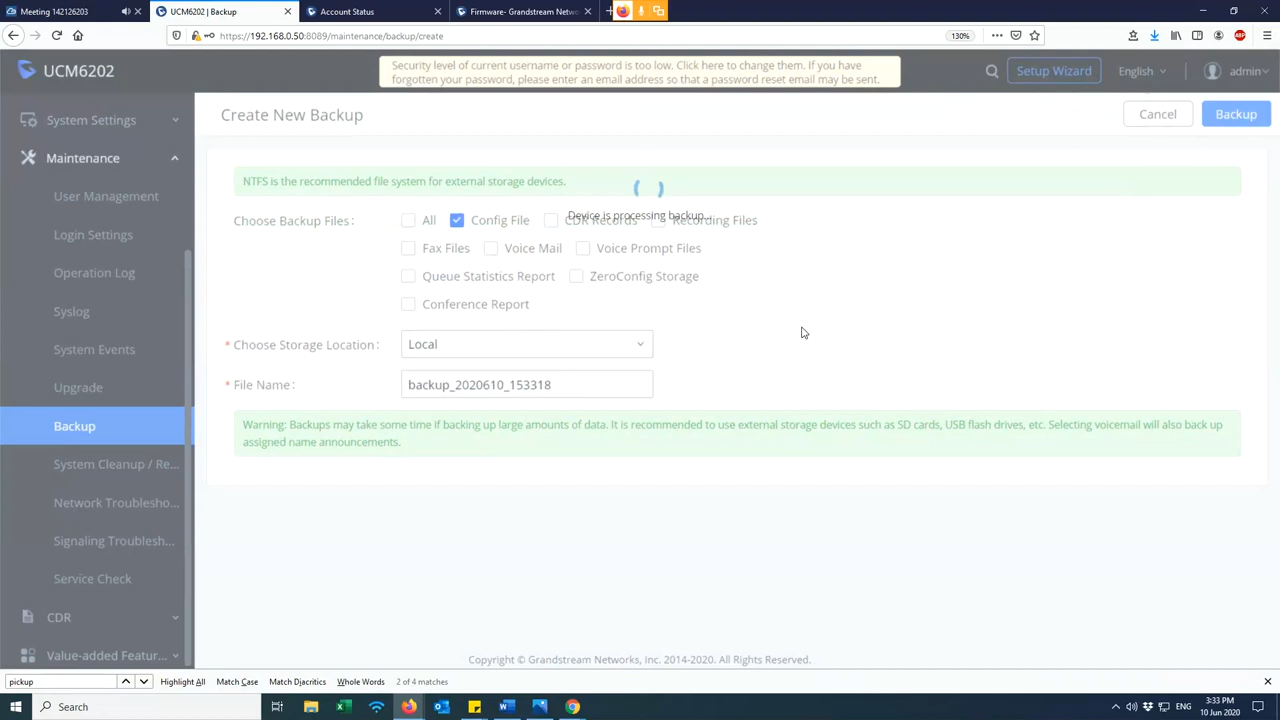 Meeting 142126203
UCM6202 | Backup
Account Status
Firmware- Grandstream Netwo
https://192.168.0.50:8089/maintenance/backup/create
130%
ABP
UCM6202
Security level of current username or password is too low. Click here to change them. If you have
forgotten your password, please enter an email address so that a password reset email may be sent.
Setup Wizard
English
admin
System Settings
Maintenance
User Management
Login Settings
Operation Log
Syslog
System Events
Upgrade
Backup
System Cleanup / Re...
Network Troublesho...
Signaling Troublesh...
Service Check
CDR
Value-added Featur...
Create New Backup
Cancel
Backup
NTFS is the recommended file system for external storage devices.
Device is processing backup...
Choose Backup Files:
All
Config File
CDR Records
Recording Files
Fax Files
Voice Mail
Voice Prompt Files
Queue Statistics Report
ZeroConfig Storage
Conference Report
* Choose Storage Location:
Local
* File Name:
backup_2020610_153318
Warning: Backups may take some time if backing up large amounts of data. It is recommended to use external storage devices such as SD cards, USB flash drives, etc. Selecting voicemail will also back up
assigned name announcements.
Copyright © Grandstream Networks, Inc. 2014-2020. All Rights Reserved.
pickup
Highlight All
Match Case
Match Diacritics
Whole Words
2 of 4 matches
Search
ENG
3:33 PM
10 Jun 2020